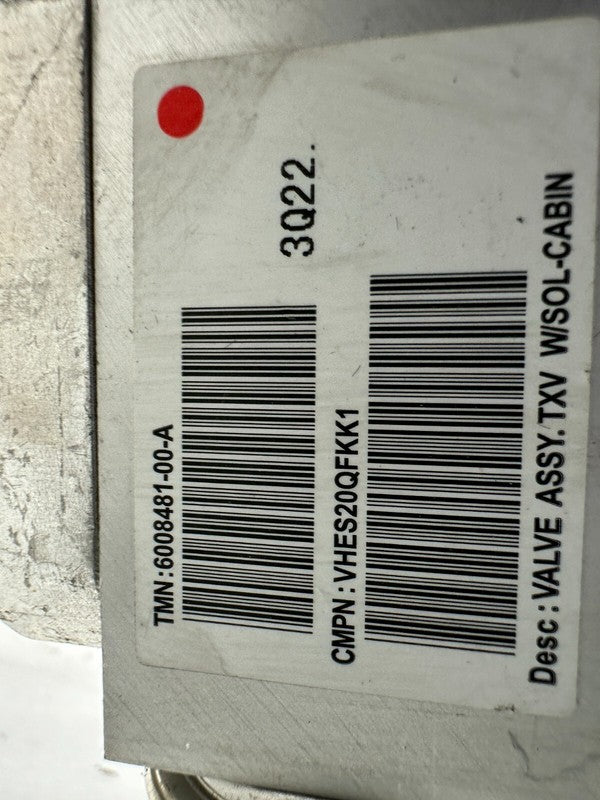 3Q22.
TMN:6008481-00-A
CMPN:VHES20QFKK1
Desc:VALVE ASSY.TXV W/SOL-CABIN